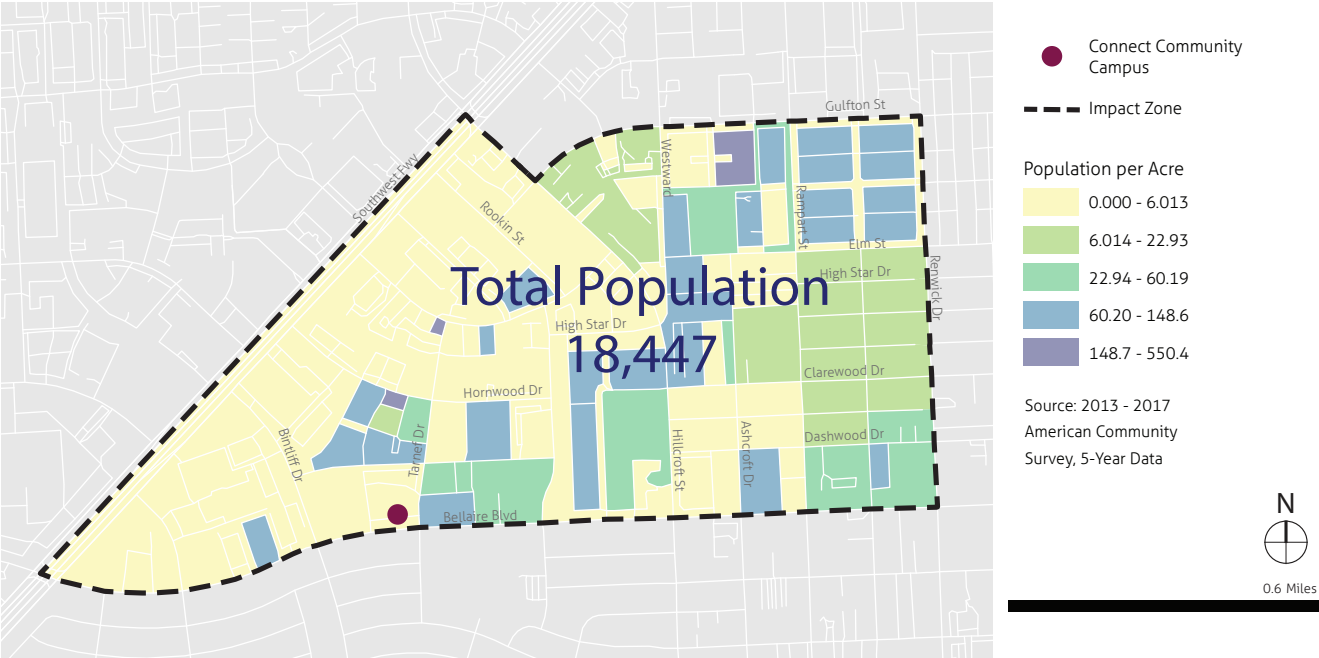 Gulfton St
Westward
Southwest Fwy
Rampart St
Rookin St
Elm St
Renwick Dr
High Star Dr
Total Population
18,447
High Star Dr
Clarewood Dr
Hornwood Dr
Bintliff Dr
Tarnef Dr
Hillcroft St
Ashcroft Dr
Dashwood Dr
Bellaire Blvd
Connect Community
Campus
Impact Zone
Population per Acre
0.000 - 6.013
6.014 - 22.93
22.94 - 60.19
60.20 - 148.6
148.7 - 550.4
Source: 2013 - 2017
American Community
Survey, 5-Year Data
N
0.6 Miles